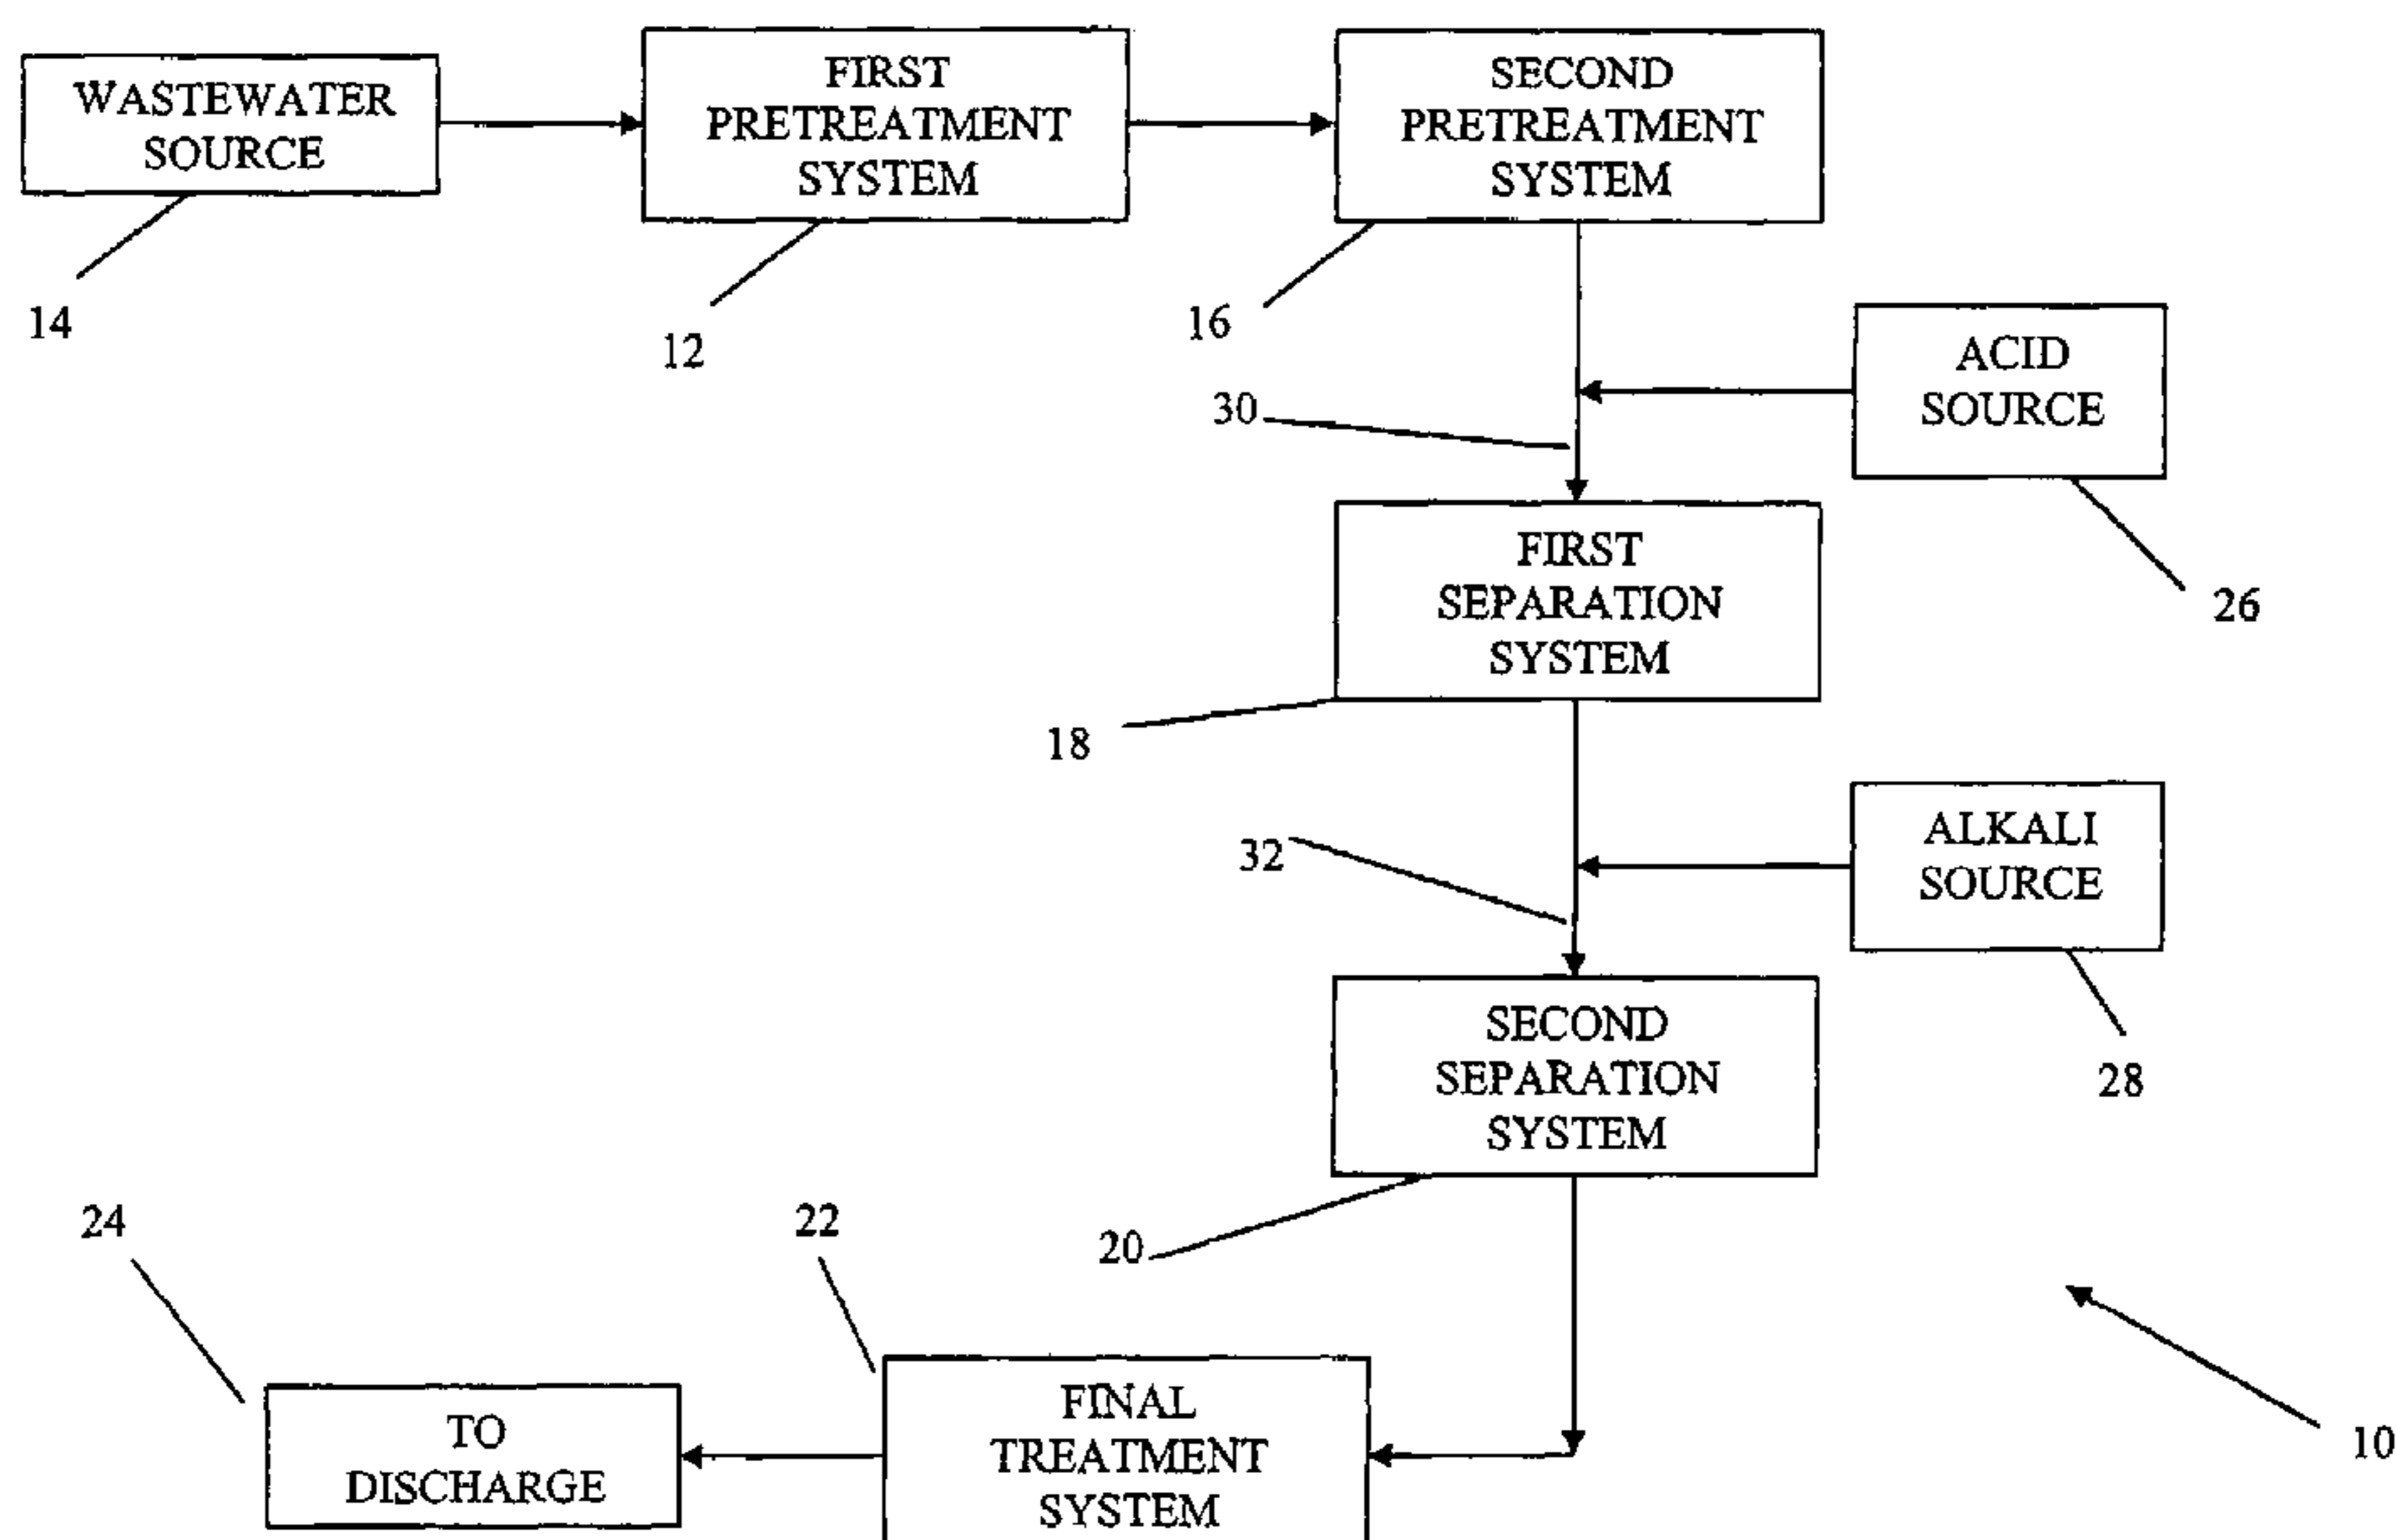 WASTEWATER
SOURCE
14
FIRST
PRETREATMENT
SYSTEM
12
SECOND
PRETREATMENT
SYSTEM
16
ACID
SOURCE
26
30
FIRST
SEPARATION
SYSTEM
18
ALKALI
SOURCE
28
32
SECOND
SEPARATION
SYSTEM
20
22
FINAL
TREATMENT
SYSTEM
24
TO
DISCHARGE
10